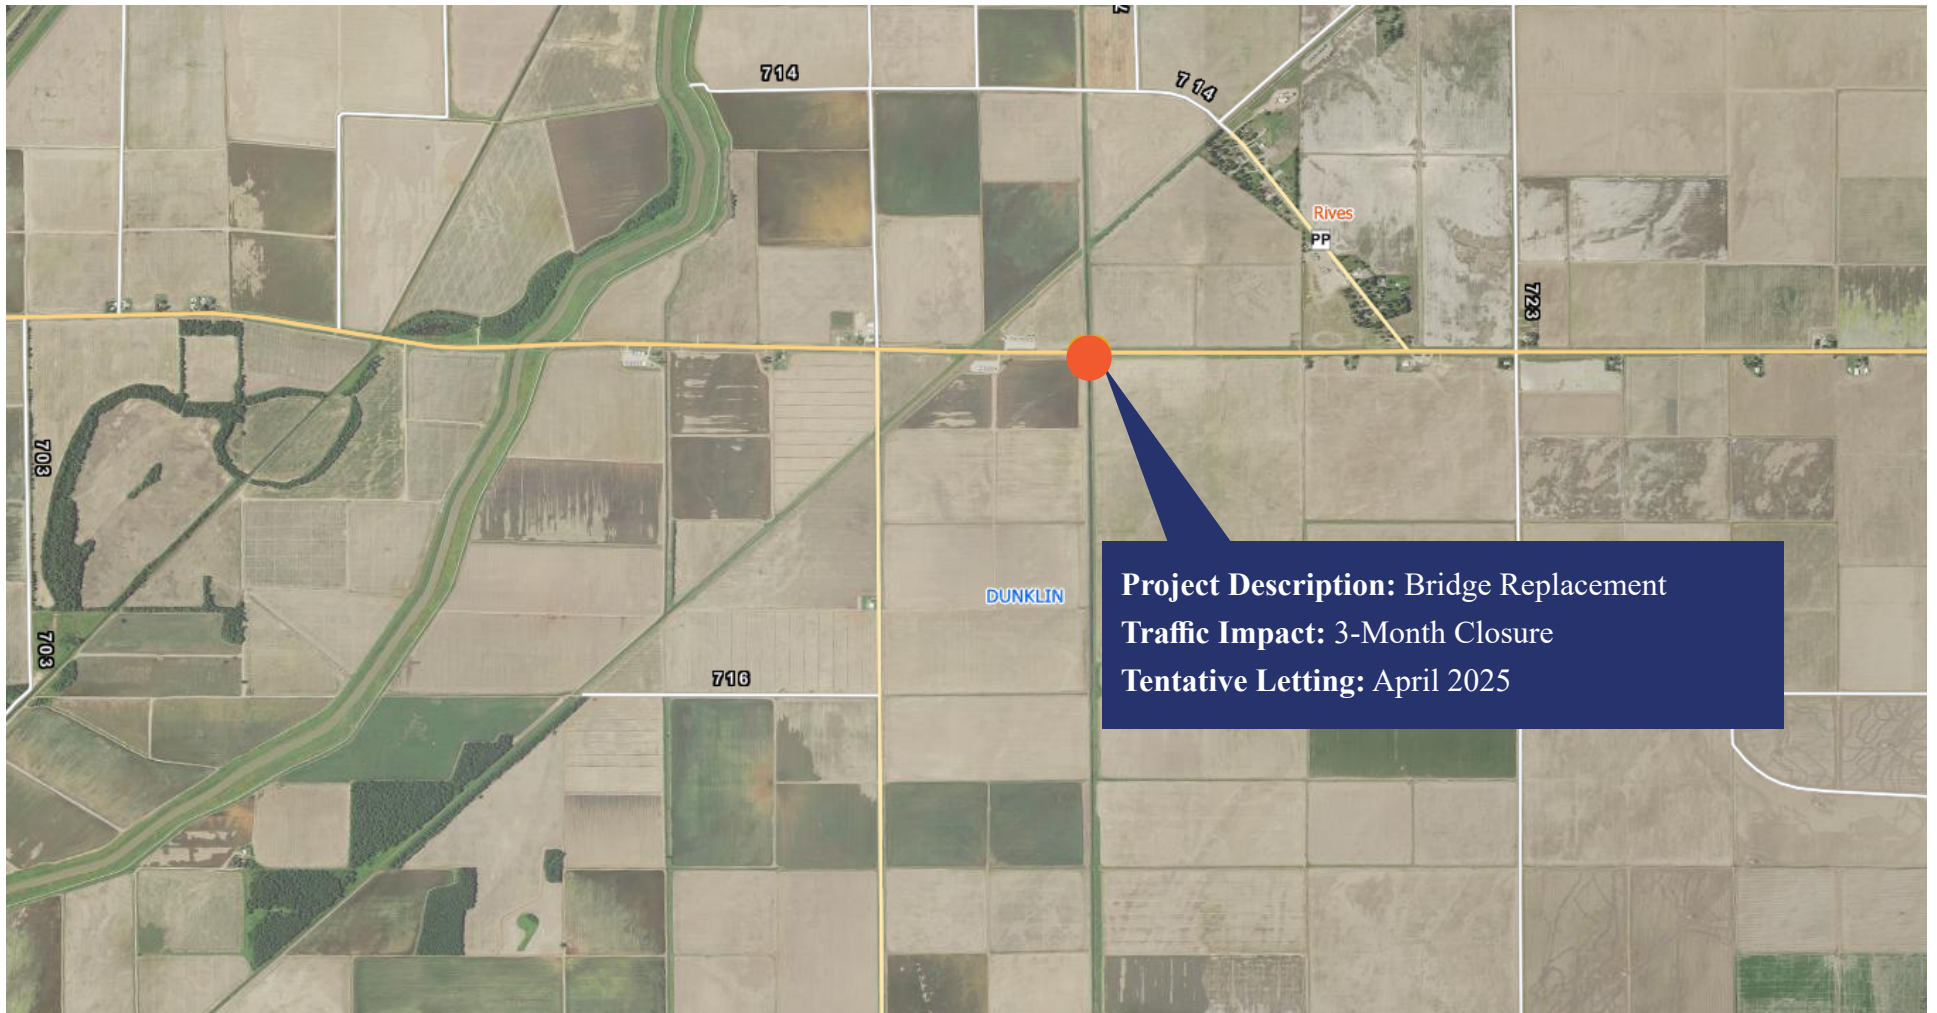 714
714
Rives
PP
723
703
DUNKLIN
Project Description: Bridge Replacement
Traffic Impact: 3-Month Closure
Tentative Letting: April 2025
703
716